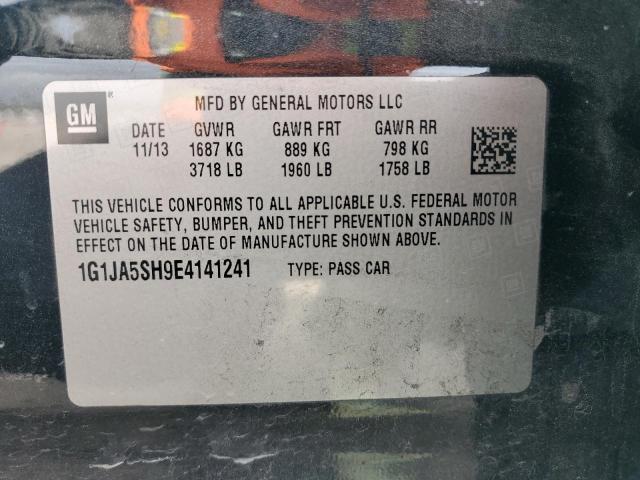 GM ®
MFD BY GENERAL MOTORS LLC
DATE GVWR GAWR FRT GAWR RR
11/13 1687 KG 889 KG 798 KG
3718 LB 1960 LB 1758 LB
THIS VEHICLE CONFORMS TO ALL APPLICABLE U.S. FEDERAL MOTOR
VEHICLE SAFETY, BUMPER, AND THEFT PREVENTION STANDARDS IN
EFFECT ON THE DATE OF MANUFACTURE SHOWN ABOVE.
1G1JA5SH9E4141241 TYPE: PASS CAR